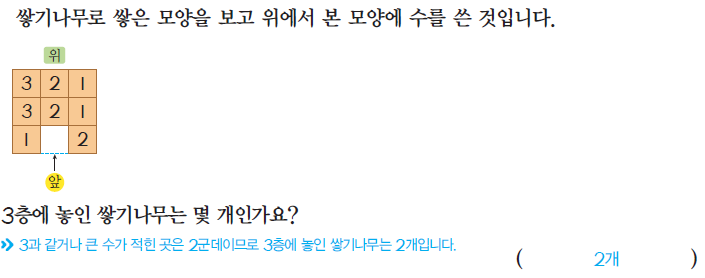 쌓기나무로 쌓은 모양을 보고 위에서 본 모양에 수를 쓴 것입니다.
위
3 2 1
3 2 1
1 2
앞
3층에 놓인 쌓기나무는 몇 개인가요?
» 3과 같거나 큰 수가 적힌 곳은 2군데이므로 3층에 놓인 쌓기나무는 2개입니다.
( 2개 )